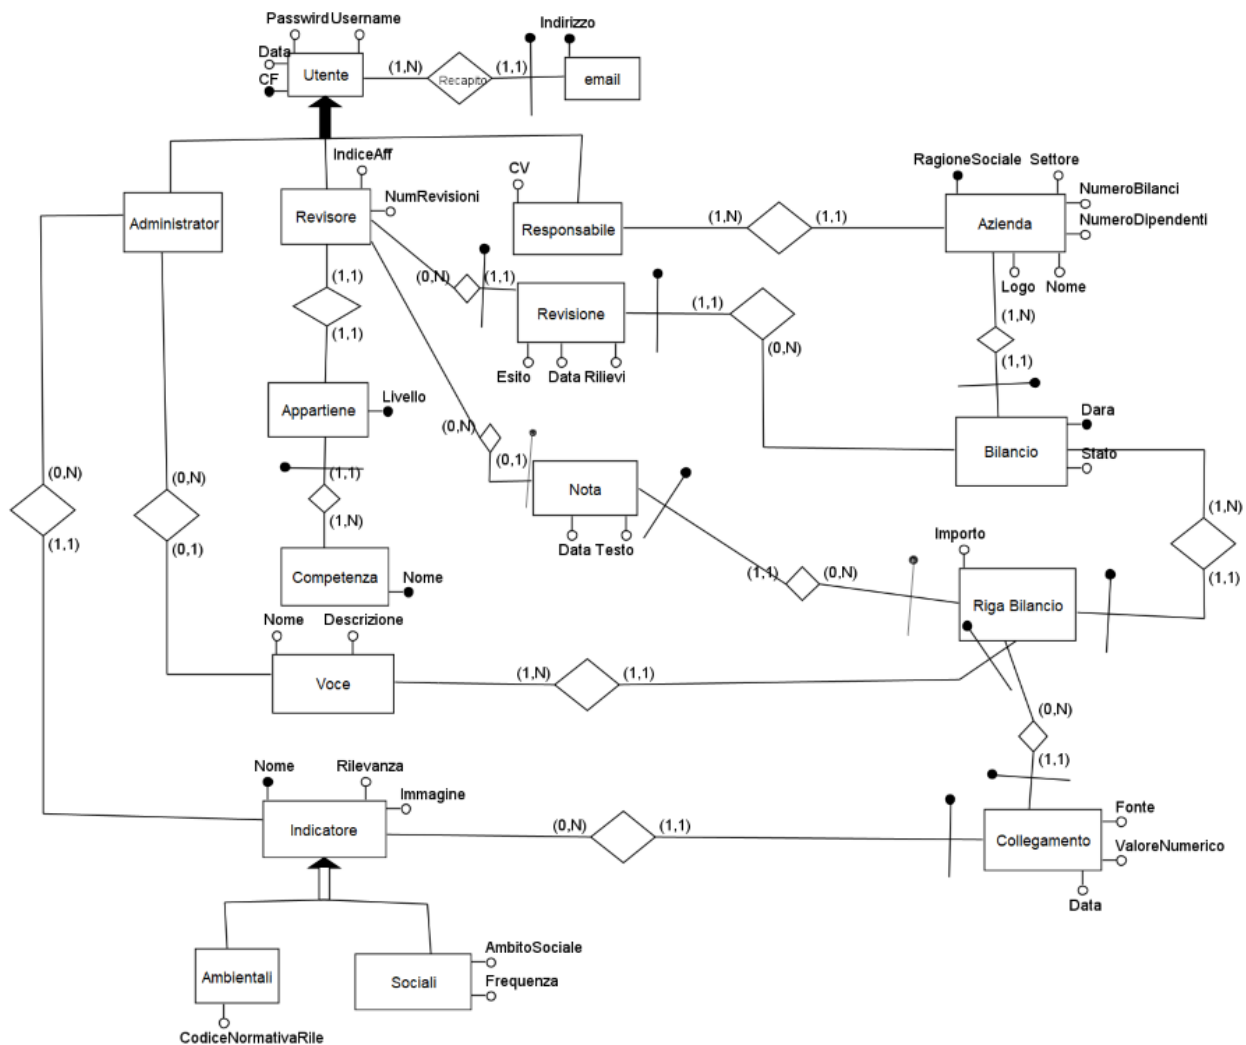 Indirizzo
PasswirdUsername
Data
(1,N)
(1,1)
Utente
Recapito
email
CF
IndiceAff
RagioneSociale Settore
CV
NumeroBilanci
NumRevisioni
Administrator
Revisore
Responsabile
(1,N)
(1,1)
Azienda
NumeroDipendenti
(1,1)
(0,N)
(1,1)
Logo
Nome
(1,1)
Revisione
(1,N)
(1,1)
(0,N)
(1,1)
Esito
Data Rilievi
Livello
Appartiene
Dara
(0,N)
Bilancio
Stato
(0,N)
(0,N)
(1,1)
(0,1)
Nota
(1,N)
(1,N)
(1,1)
(0,1)
Data Testo
Importo
Competenza
Nome
(1,1)
(0,N)
(1,1)
Riga Bilancio
Nome
Descrizione
Voce
(1,N)
(1,1)
(0,N)
(1,1)
Nome
Rilevanza
Immagine
Indicatore
(0,N)
(1,1)
Fonte
Collegamento
ValoreNumerico
Data
AmbitoSociale
Ambientali
Sociali
Frequenza
CodiceNormativaRile